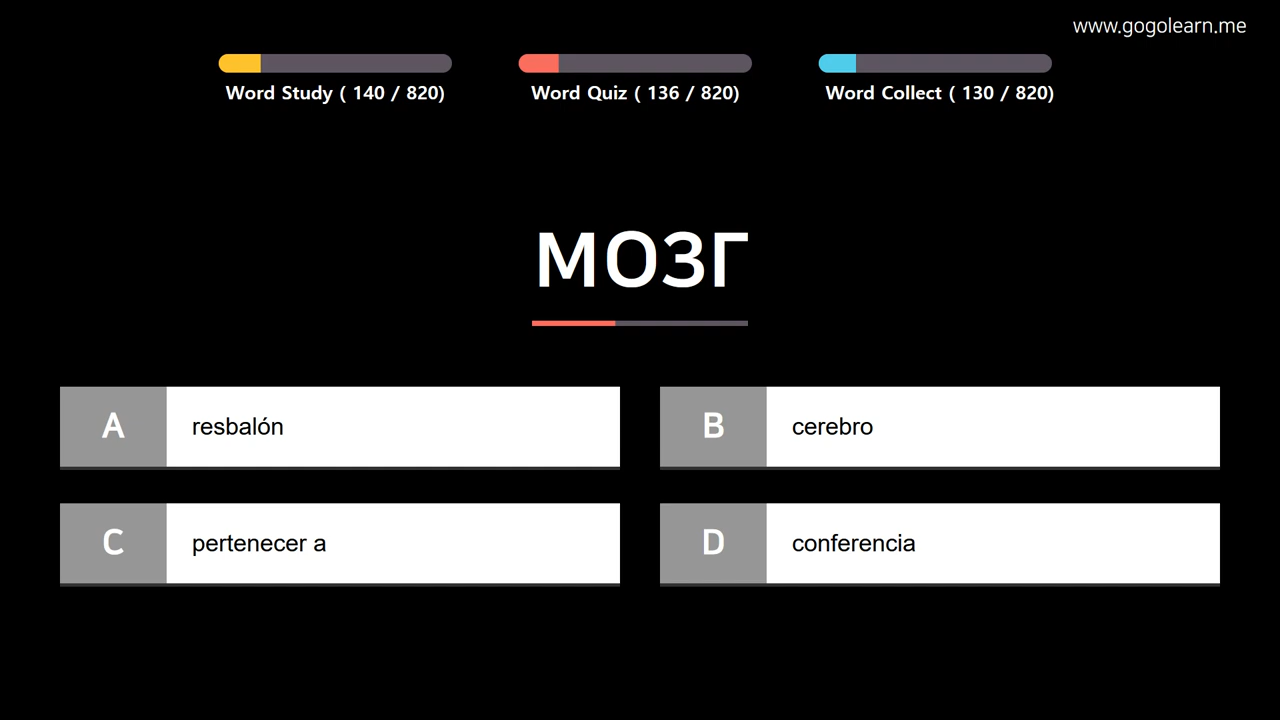 www.gogolearn.me
Word Study ( 140 / 820)
Word Quiz ( 136 / 820)
Word Collect ( 130 / 820)
мозг
A
resbalón
B
cerebro
C
pertenecer a
D
conferencia